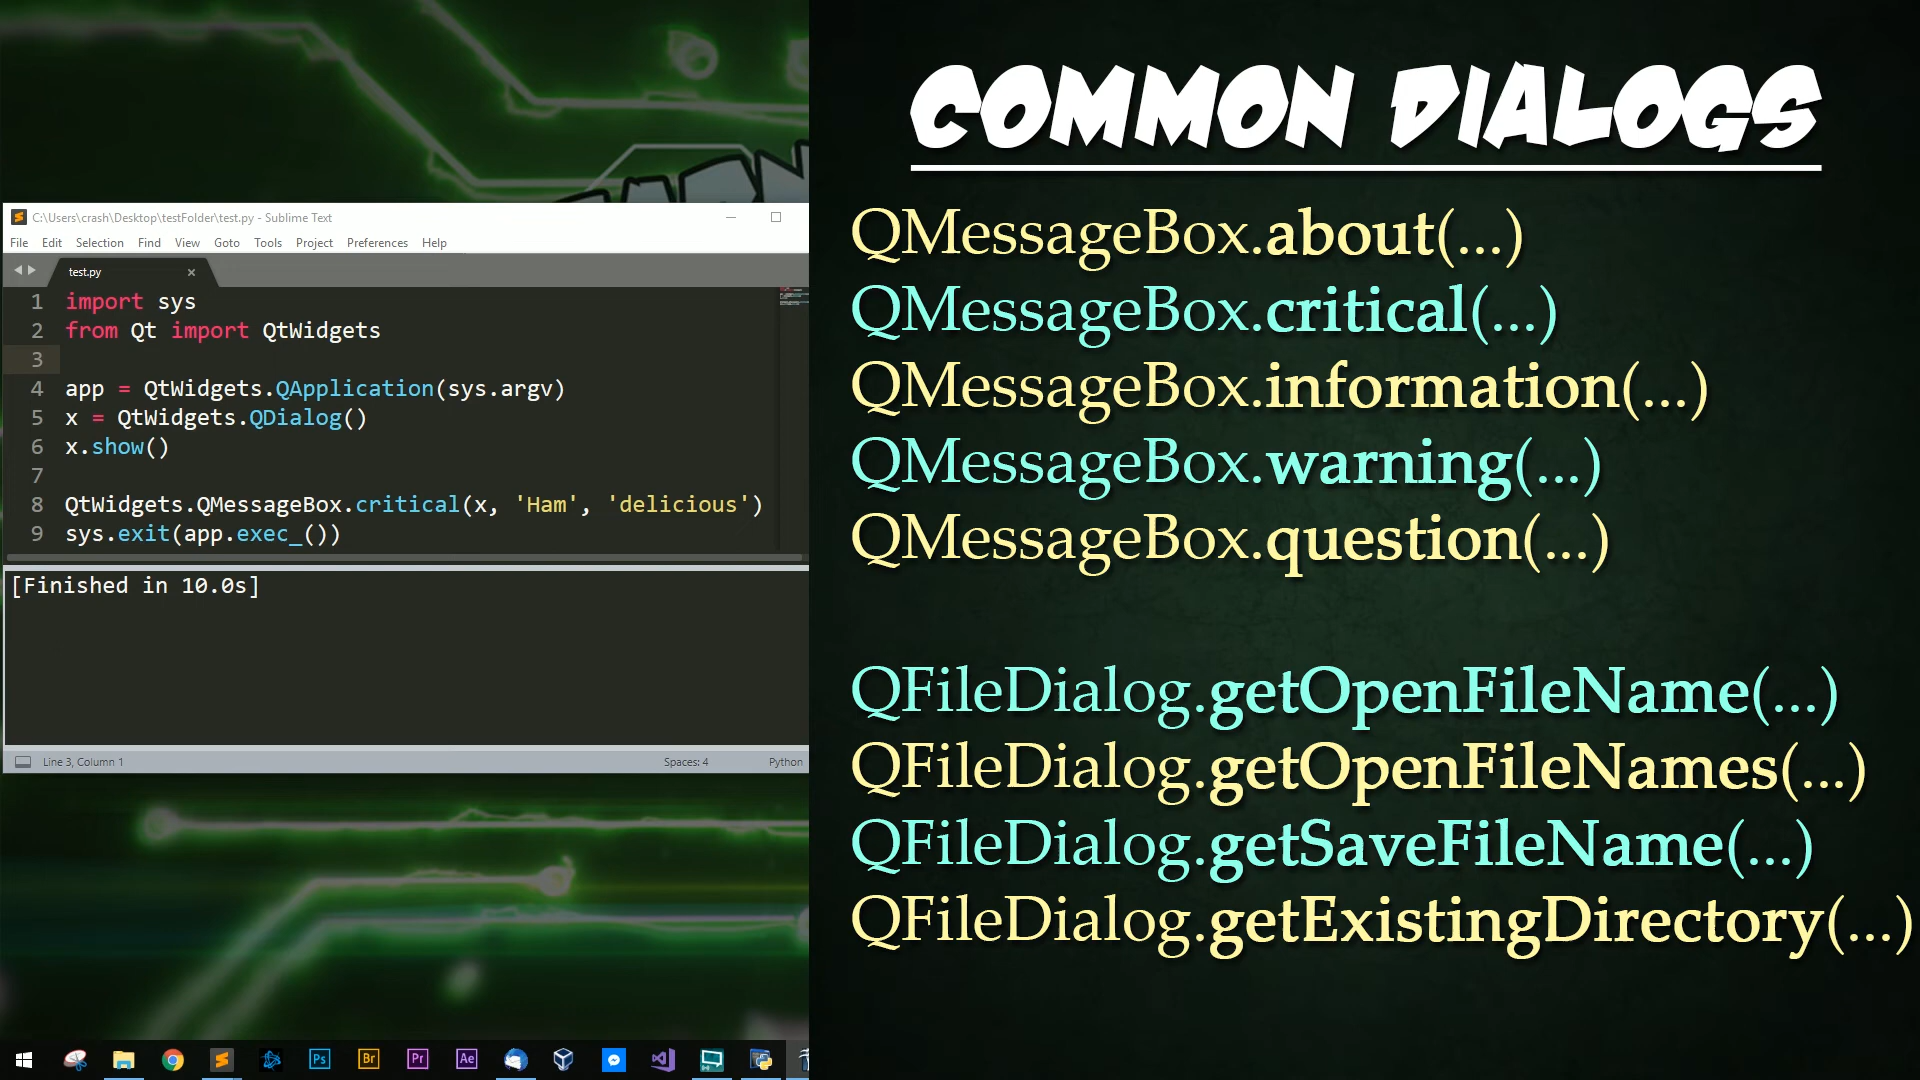 COMMON DIALOGS
QMessageBox.about(...)
QMessageBox.critical(...)
QMessageBox.information(...)
QMessageBox.warning(...)
QMessageBox.question(...)
QFileDialog.getOpenFileName(...)
QFileDialog.getOpenFileNames(...)
QFileDialog.getSaveFileName(...)
QFileDialog.getExistingDirectory(...)
C:\Users\crash\Desktop\testFolder\test.py - Sublime Text
File Edit Selection Find View Goto Tools Project Preferences Help
test.py
1 import sys
2 from Qt import QtWidgets
3
4 app = QtWidgets.QApplication(sys.argv)
5 x = QtWidgets.QDialog()
6 x.show()
7
8 QtWidgets.QMessageBox.critical(x, 'Ham', 'delicious')
9 sys.exit(app.exec_())
[Finished in 10.0s]
Line 3, Column 1 Spaces: 4 Python
Ps Br Pr Ae